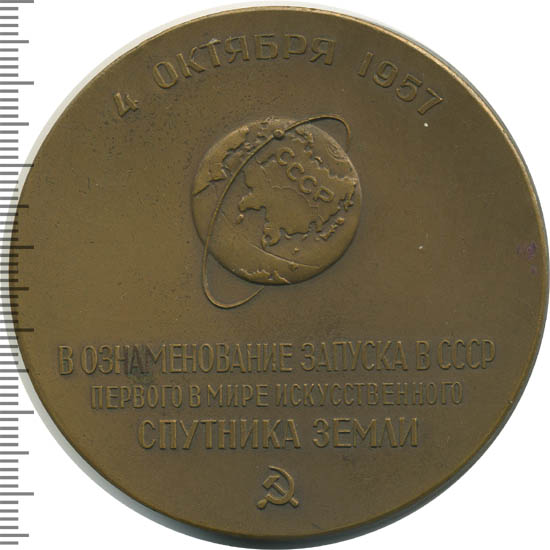 4 ОКТЯБРЯ 1957
СССР
В ОЗНАМЕНОВАНИЕ ЗАПУСКА В СССР
ПЕРВОГО В МИРЕ ИСКУССТВЕННОГО
СПУТНИКА ЗЕМЛИ